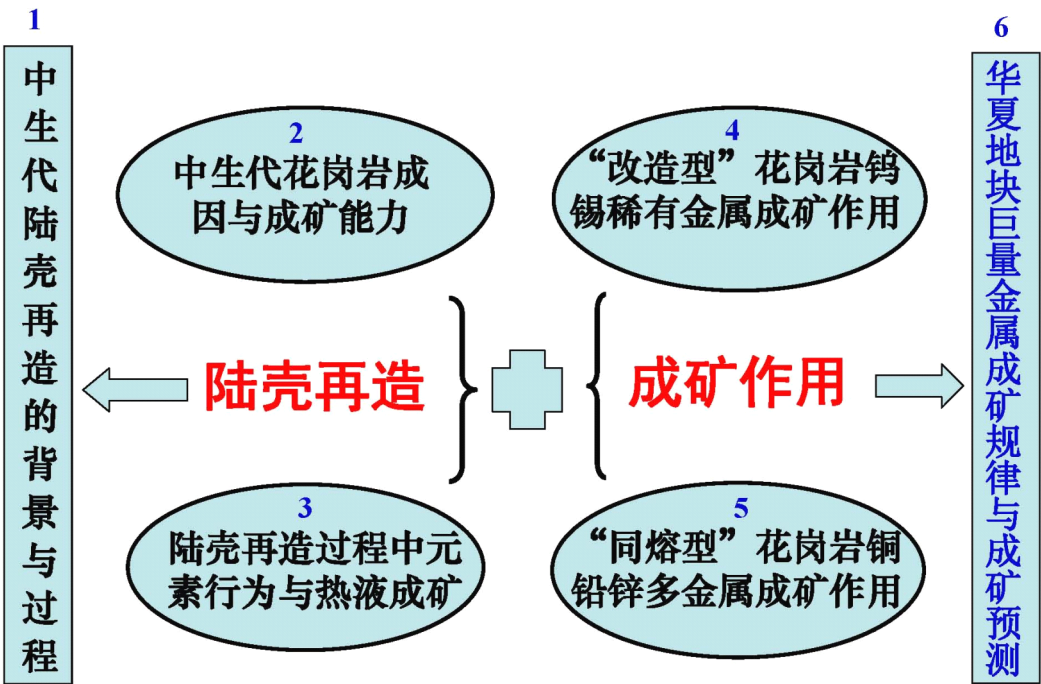 1
中生代陆壳再造的背景与过程
2
中生代花岗岩成
因与成矿能力
3
陆壳再造过程中元
素行为与热液成矿
陆壳再造
成矿作用
4
“改造型”花岗岩钨
锡稀有金属成矿作用
5
“同熔型”花岗岩铜
铅锌多金属成矿作用
6
华夏地块巨量金属成矿规律与成矿预测